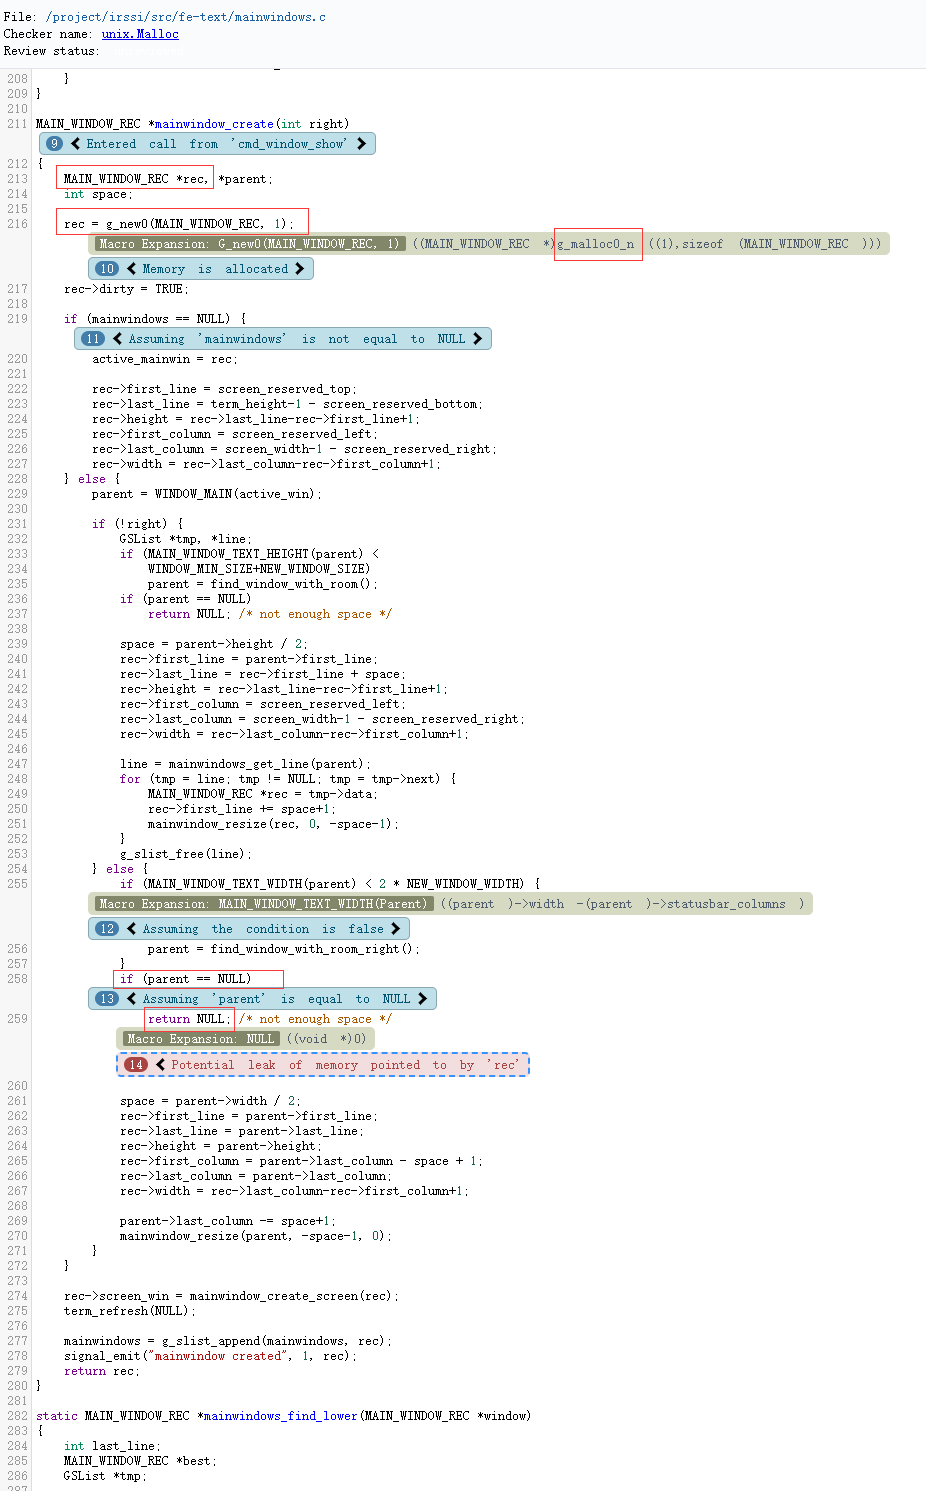 File: /project/irssi/src/fe-text/mainwindows.c
Checker name: unix.Malloc
Review status:
208 }
209 }
210
211 MAIN_WINDOW_REC *mainwindow_create(int right)
9 < Entered call from 'cmd_window_show' >
212 {
213 MAIN_WINDOW_REC *rec, *parent;
214 int space;
215
216 rec = g_new0(MAIN_WINDOW_REC, 1);
Macro Expansion: G_new0(MAIN_WINDOW_REC, 1) ((MAIN_WINDOW_REC *)g_malloc0_n ((1),sizeof (MAIN_WINDOW_REC )))
10 < Memory is allocated >
217 rec->dirty = TRUE;
218
219 if (mainwindows == NULL) {
11 < Assuming 'mainwindows' is not equal to NULL >
220 active_mainwin = rec;
221
222 rec->first_line = screen_reserved_top;
223 rec->last_line = term_height-1 - screen_reserved_bottom;
224 rec->height = rec->last_line-rec->first_line+1;
225 rec->first_column = screen_reserved_left;
226 rec->last_column = screen_width-1 - screen_reserved_right;
227 rec->width = rec->last_column-rec->first_column+1;
228 } else {
229 parent = WINDOW_MAIN(active_win);
230
231 if (!right) {
232 GSList *tmp, *line;
233 if (MAIN_WINDOW_TEXT_HEIGHT(parent) <
234 WINDOW_MIN_SIZE+NEW_WINDOW_SIZE)
235 parent = find_window_with_room();
236 if (parent == NULL)
237 return NULL; /* not enough space */
238
239 space = parent->height / 2;
240 rec->first_line = parent->first_line;
241 rec->last_line = rec->first_line + space;
242 rec->height = rec->last_line-rec->first_line+1;
243 rec->first_column = screen_reserved_left;
244 rec->last_column = screen_width-1 - screen_reserved_right;
245 rec->width = rec->last_column-rec->first_column+1;
246
247 line = mainwindows_get_line(parent);
248 for (tmp = line; tmp != NULL; tmp = tmp->next) {
249 MAIN_WINDOW_REC *rec = tmp->data;
250 rec->first_line += space+1;
251 mainwindow_resize(rec, 0, -space-1);
252 }
253 g_slist_free(line);
254 } else {
255 if (MAIN_WINDOW_TEXT_WIDTH(parent) < 2 * NEW_WINDOW_WIDTH) {
Macro Expansion: MAIN_WINDOW_TEXT_WIDTH(Parent) ((parent )->width -(parent )->statusbar_columns )
12 < Assuming the condition is false >
256 parent = find_window_with_room_right();
257 }
258 if (parent == NULL)
13 < Assuming 'parent' is equal to NULL >
259 return NULL; /* not enough space */
Macro Expansion: NULL ((void *)0)
14 < Potential leak of memory pointed to by 'rec'
260
261 space = parent->width / 2;
262 rec->first_line = parent->first_line;
263 rec->last_line = parent->last_line;
264 rec->height = parent->height;
265 rec->first_column = parent->last_column - space + 1;
266 rec->last_column = parent->last_column;
267 rec->width = rec->last_column-rec->first_column+1;
268
269 parent->last_column -= space+1;
270 mainwindow_resize(parent, -space-1, 0);
271 }
272 }
273
274 rec->screen_win = mainwindow_create_screen(rec);
275 term_refresh(NULL);
276
277 mainwindows = g_slist_append(mainwindows, rec);
278 signal_emit("mainwindow created", 1, rec);
279 return rec;
280 }
281
282 static MAIN_WINDOW_REC *mainwindows_find_lower(MAIN_WINDOW_REC *window)
283 {
284 int last_line;
285 MAIN_WINDOW_REC *best;
286 GSList *tmp;
287